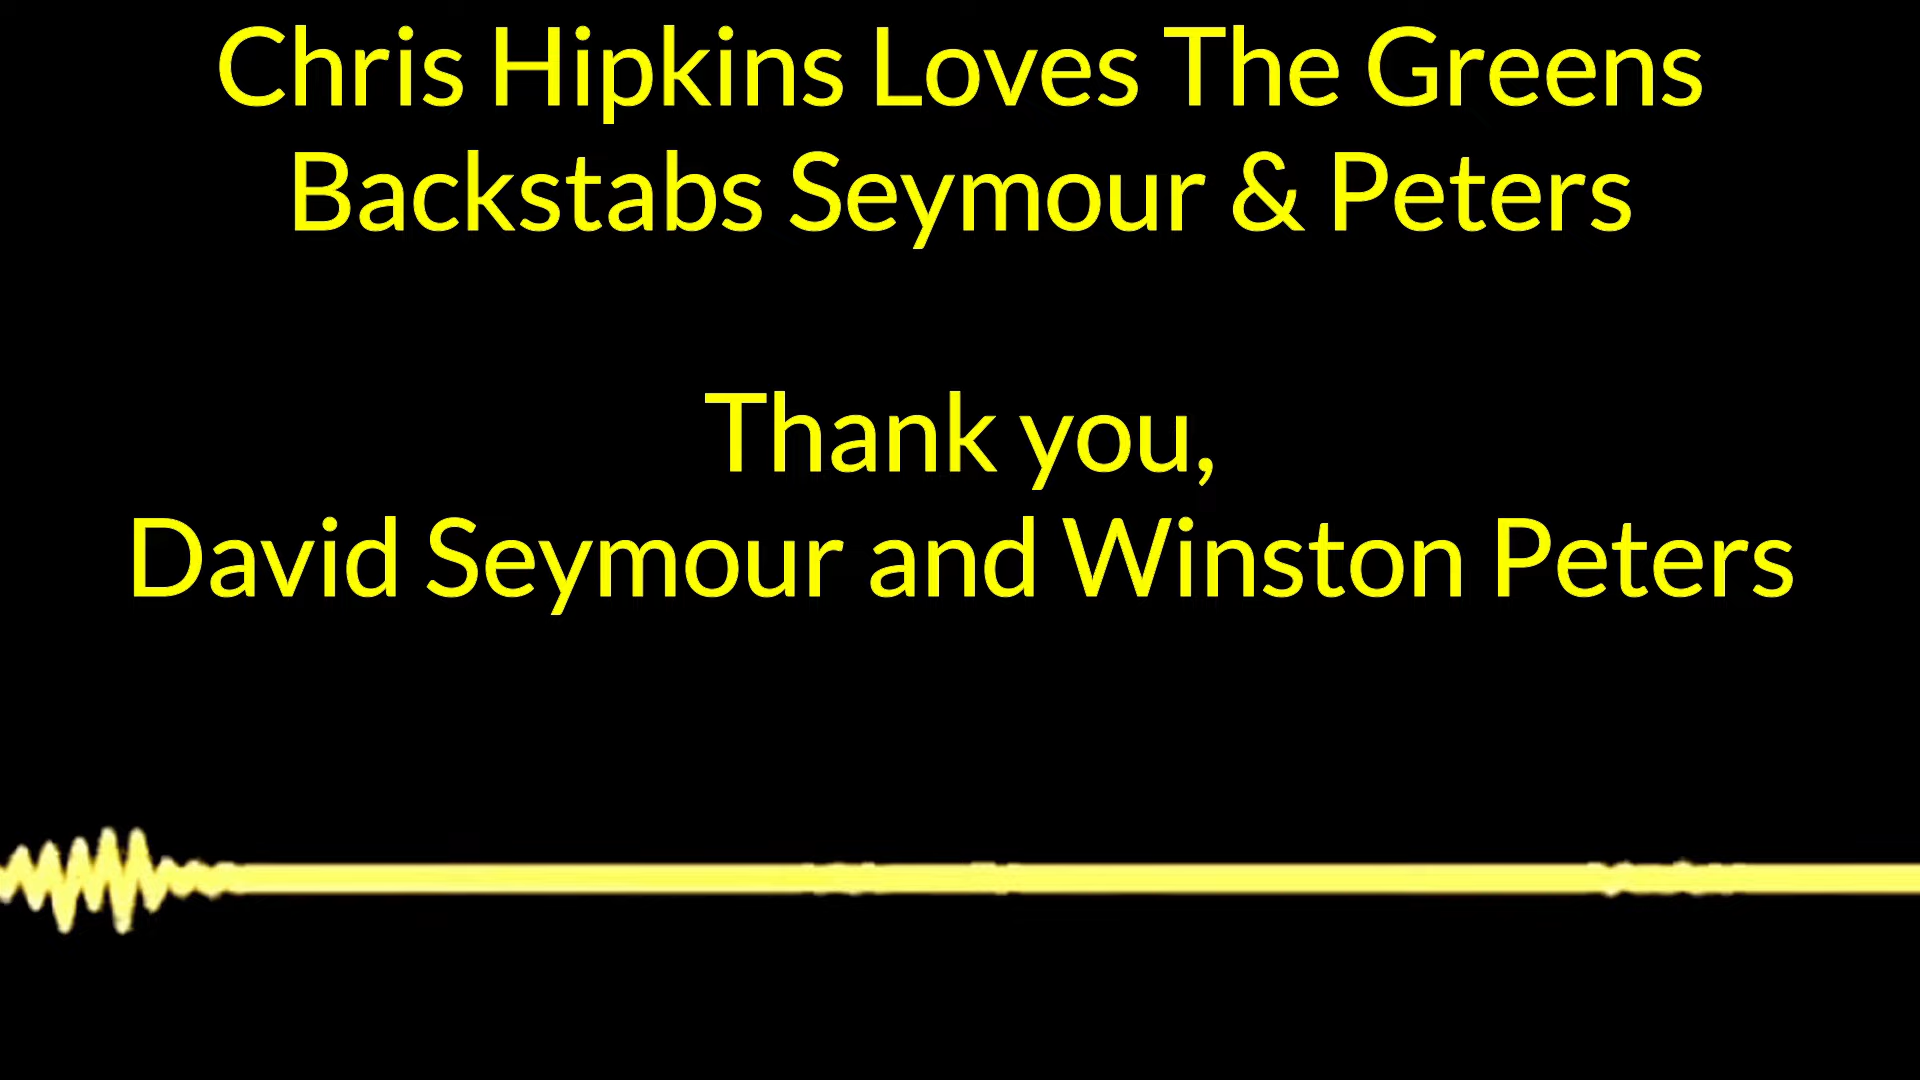 Chris Hipkins Loves The Greens
Backstabs Seymour & Peters
Thank you,
David Seymour and Winston Peters